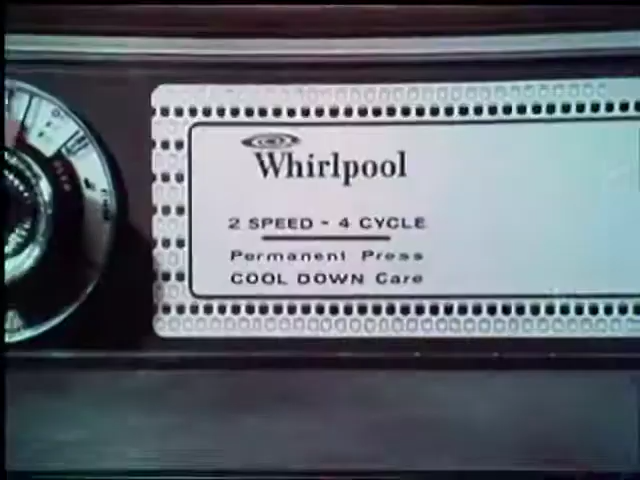 Whirlpool
2 SPEED - 4 CYCLE
Permanent Press
COOL DOWN Care